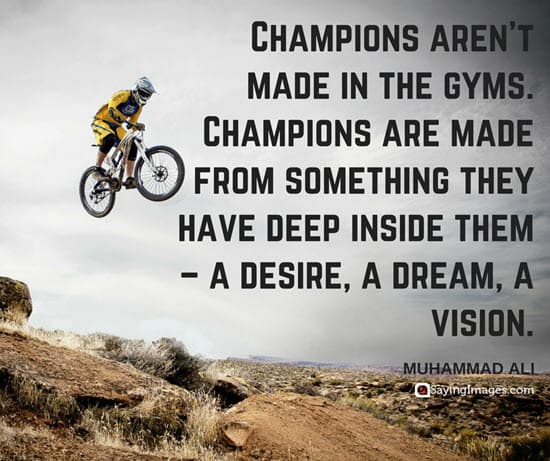 CHAMPIONS AREN'T
MADE IN THE GYMS.
CHAMPIONS ARE MADE
FROM SOMETHING THEY
HAVE DEEP INSIDE THEM
– A DESIRE, A DREAM, A
VISION.
MUHAMMAD ALI
SayingImages.com